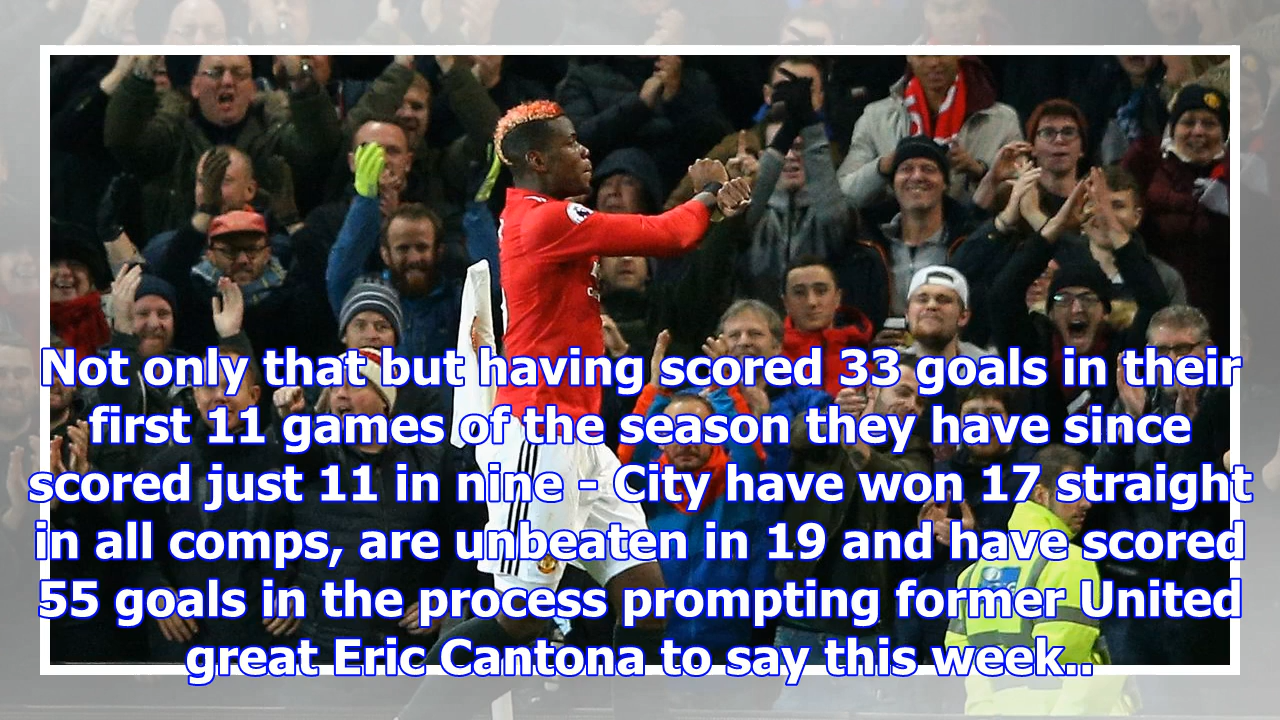 Not only that but having scored 33 goals in their
first 11 games of the season they have since
scored just 11 in nine - City have won 17 straight
in all comps, are unbeaten in 19 and have scored
55 goals in the process prompting former United
great Eric Cantona to say this week..